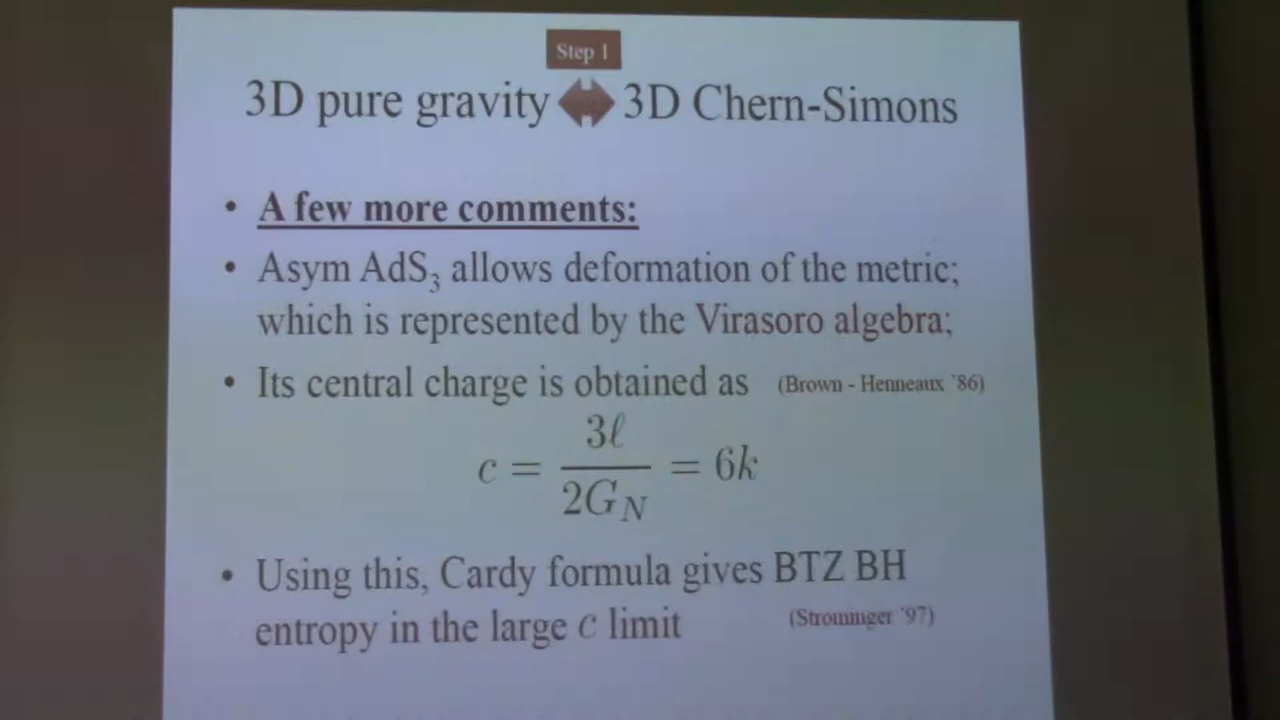 Step 1
3D pure gravity 3D Chern-Simons
• A few more comments:
• Asym AdS₃ allows deformation of the metric;
which is represented by the Virasoro algebra;
• Its central charge is obtained as (Brown - Henneaux `86)
c = 3ℓ / 2G_N = 6k
• Using this, Cardy formula gives BTZ BH
entropy in the large c limit (Strominger `97)